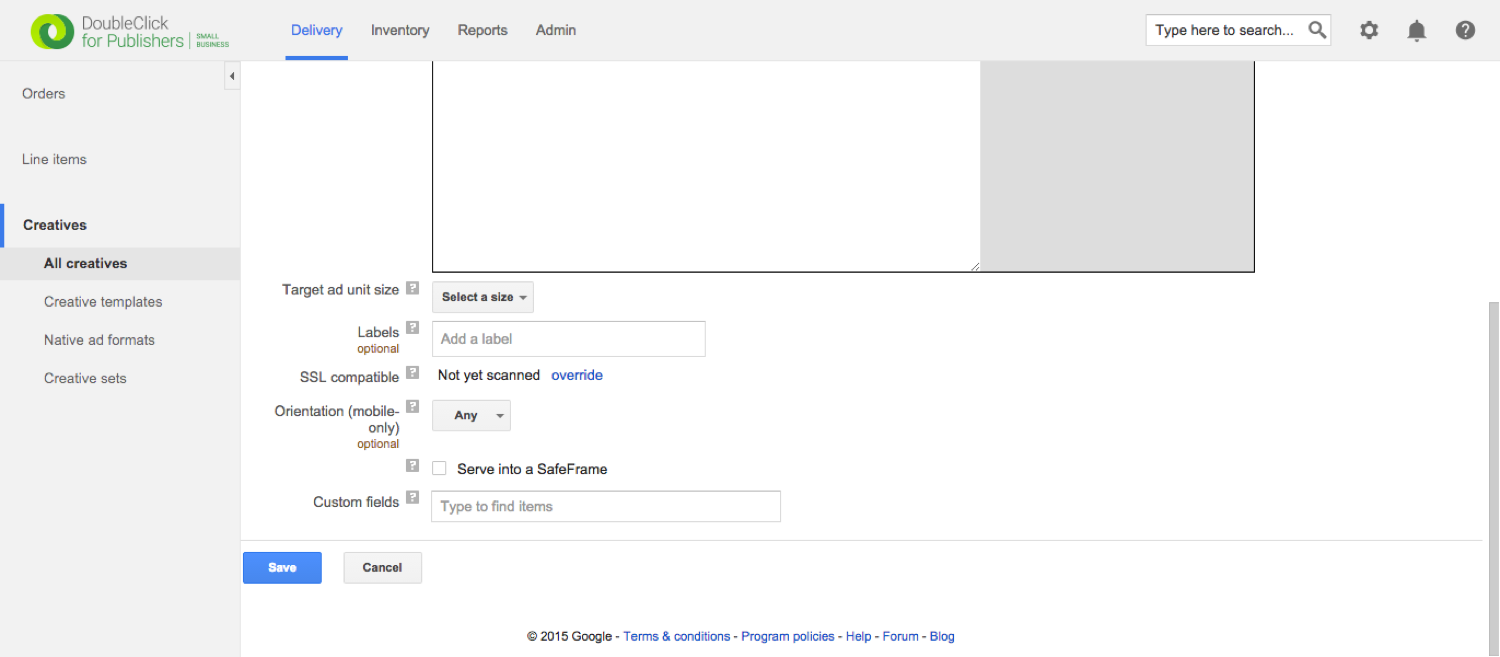 DoubleClick
for Publishers
SMALL
BUSINESS
Delivery
Inventory
Reports
Admin
Type here to search...
Orders
Line items
Creatives
All creatives
Creative templates
Native ad formats
Creative sets
Target ad unit size ?
Select a size
Labels ?
optional
Add a label
SSL compatible ?
Not yet scanned override
Orientation (mobile-
only) ?
optional
Any
? Serve into a SafeFrame
Custom fields ?
Type to find items
Save
Cancel
© 2015 Google - Terms & conditions - Program policies - Help - Forum - Blog